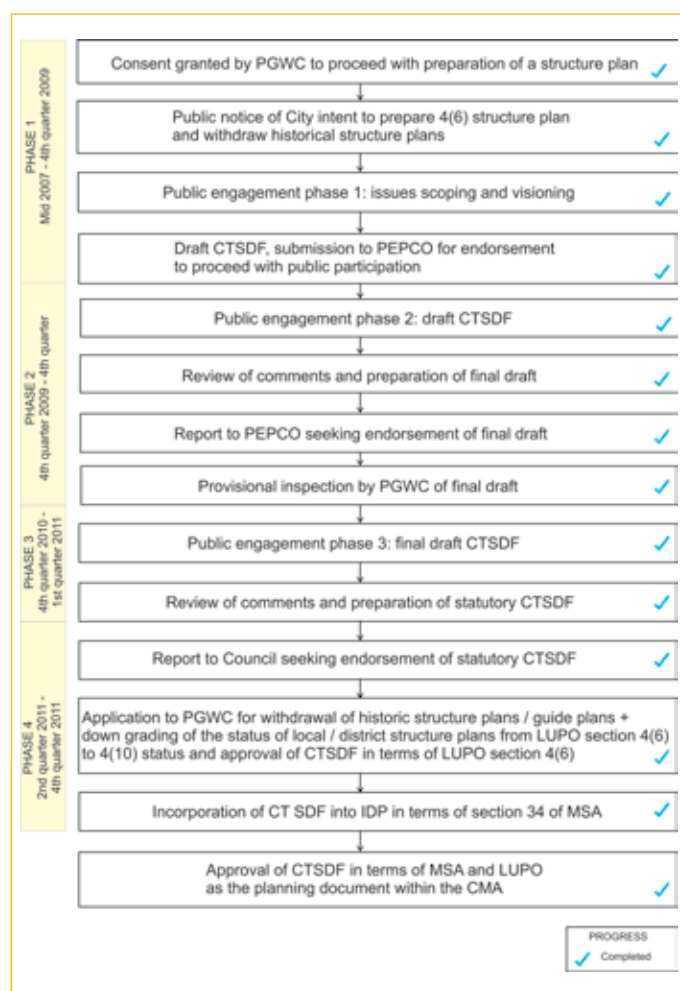 PHASE 1
Mid 2007 - 4th quarter 2009
Consent granted by PGWC to proceed with preparation of a structure plan
Public notice of City intent to prepare 4(6) structure plan
and withdraw historical structure plans
Public engagement phase 1: issues scoping and visioning
Draft CTSDF, submission to PEPCO for endorsement
to proceed with public participation
PHASE 2
4th quarter 2009 - 4th quarter
Public engagement phase 2: draft CTSDF
Review of comments and preparation of final draft
Report to PEPCO seeking endorsement of final draft
Provisional inspection by PGWC of final draft
PHASE 3
4th quarter 2010 -
1st quarter 2011
Public engagement phase 3: final draft CTSDF
Review of comments and preparation of statutory CTSDF
PHASE 4
2nd quarter 2011 -
4th quarter 2011
Report to Council seeking endorsement of statutory CTSDF
Application to PGWC for withdrawal of historic structure plans / guide plans +
down grading of the status of local / district structure plans from LUPO section 4(6)
to 4(10) status and approval of CTSDF in terms of LUPO section 4(6)
Incorporation of CT SDF into IDP in terms of section 34 of MSA
Approval of CTSDF in terms of MSA and LUPO
as the planning document within the CMA
PROGRESS
Completed